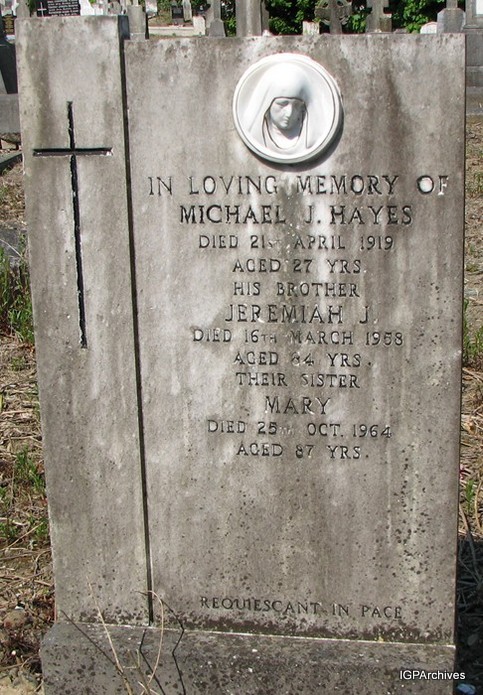 IN LOVING MEMORY OF
MICHAEL J. HAYES
DIED 21ST APRIL 1919
AGED 27 YRS.
HIS BROTHER
JEREMIAH J.
DIED 16TH MARCH 1958
AGED 84 YRS.
THEIR SISTER
MARY
DIED 25TH OCT. 1964
AGED 87 YRS.
REQUIESCANT IN PACE
IGPArchives